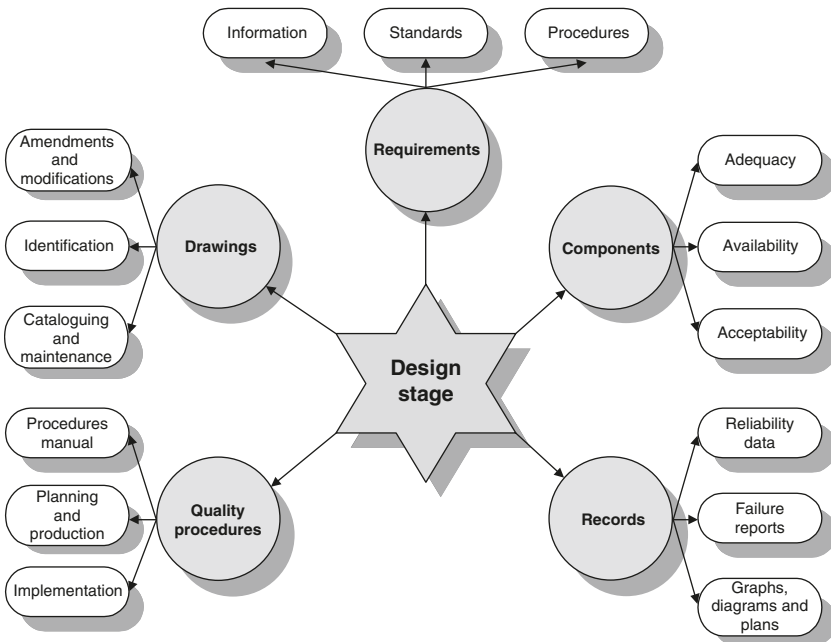 Information
Standards
Procedures
Requirements
Amendments
and
modifications
Identification
Cataloguing
and
maintenance
Drawings
Components
Adequacy
Availability
Acceptability
Design
stage
Procedures
manual
Planning
and
production
Implementation
Quality
procedures
Records
Reliability
data
Failure
reports
Graphs,
diagrams and
plans